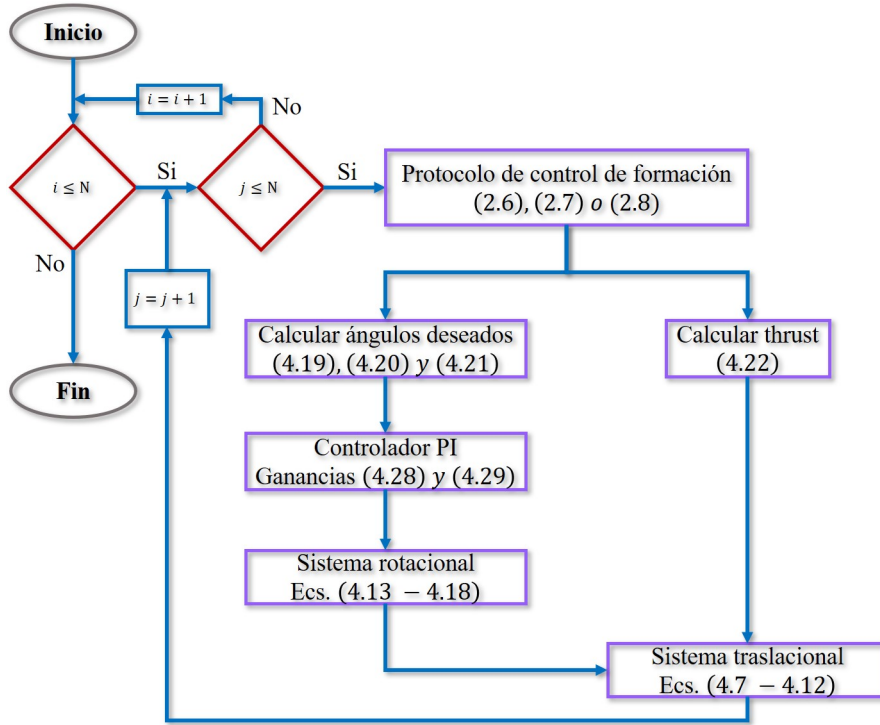 Inicio
i = i + 1
No
i ≤ N
Si
j ≤ N
Si
Protocolo de control de formación
(2.6), (2.7) o (2.8)
No
j = j + 1
Calcular ángulos deseados
(4.19), (4.20) y (4.21)
Calcular thrust
(4.22)
Fin
Controlador PI
Ganancias (4.28) y (4.29)
Sistema rotacional
Ecs. (4.13 − 4.18)
Sistema traslacional
Ecs. (4.7 − 4.12)